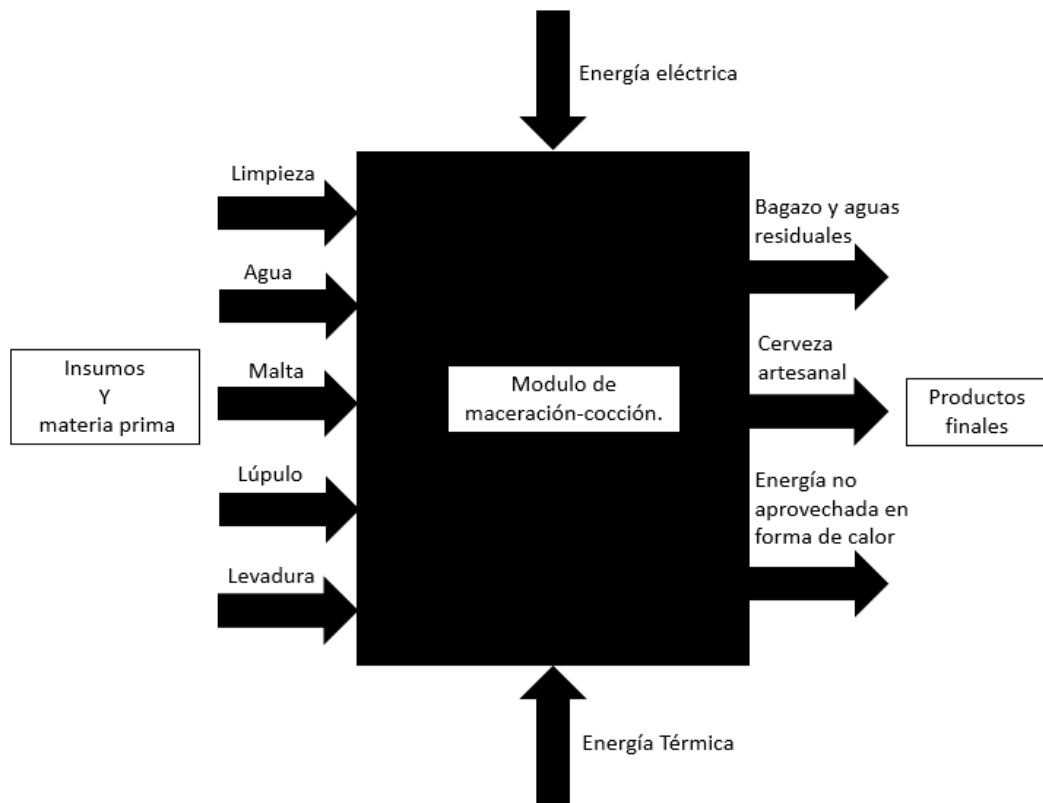 Energía eléctrica
Limpieza
Agua
Malta
Lúpulo
Levadura
Insumos
Y
materia prima
Modulo de
maceración-cocción.
Bagazo y aguas
residuales
Cerveza
artesanal
Energía no
aprovechada en
forma de calor
Productos
finales
Energía Térmica